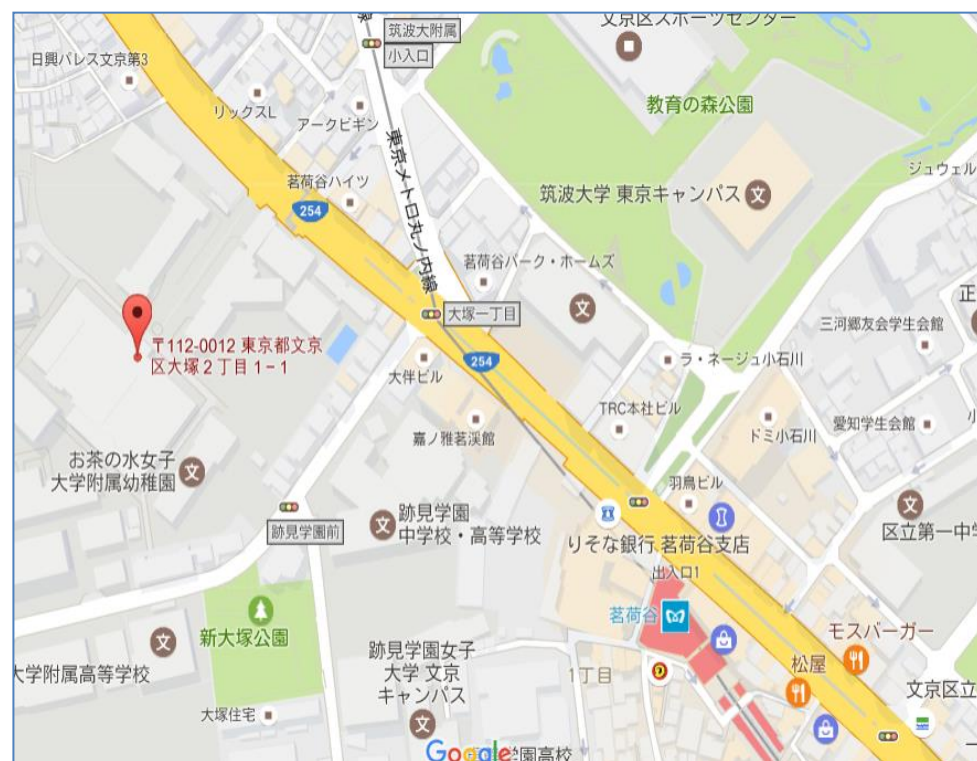 筑波大附属
小入口
文京区スポーツセンター
日興パレス文京第3
リックスL
アークビギン
教育の森公園
茗荷谷ハイツ
254
東京メトロ丸ノ内線
筑波大学 東京キャンパス
ジュウェル
茗荷谷パーク・ホームズ
大塚一丁目
正
三河郷友会学生会館
〒112-0012 東京都文京
区大塚2丁目1−1
大伴ビル
254
ラ・ネージュ小石川
TRC本社ビル
嘉ノ雅茗渓館
ドミ小石川
愛知学生会館
小
お茶の水女子
大学附属幼稚園
羽鳥ビル
跡見学園前
跡見学園
中学校・高等学校
りそな銀行 茗荷谷支店
区立第一中学
出入口1
茗荷谷
新大塚公園
モスバーガー
跡見学園女子
大学 文京
キャンパス
大学附属高等学校
1丁目
松屋
文京区立
大塚住宅
Google
学園高校